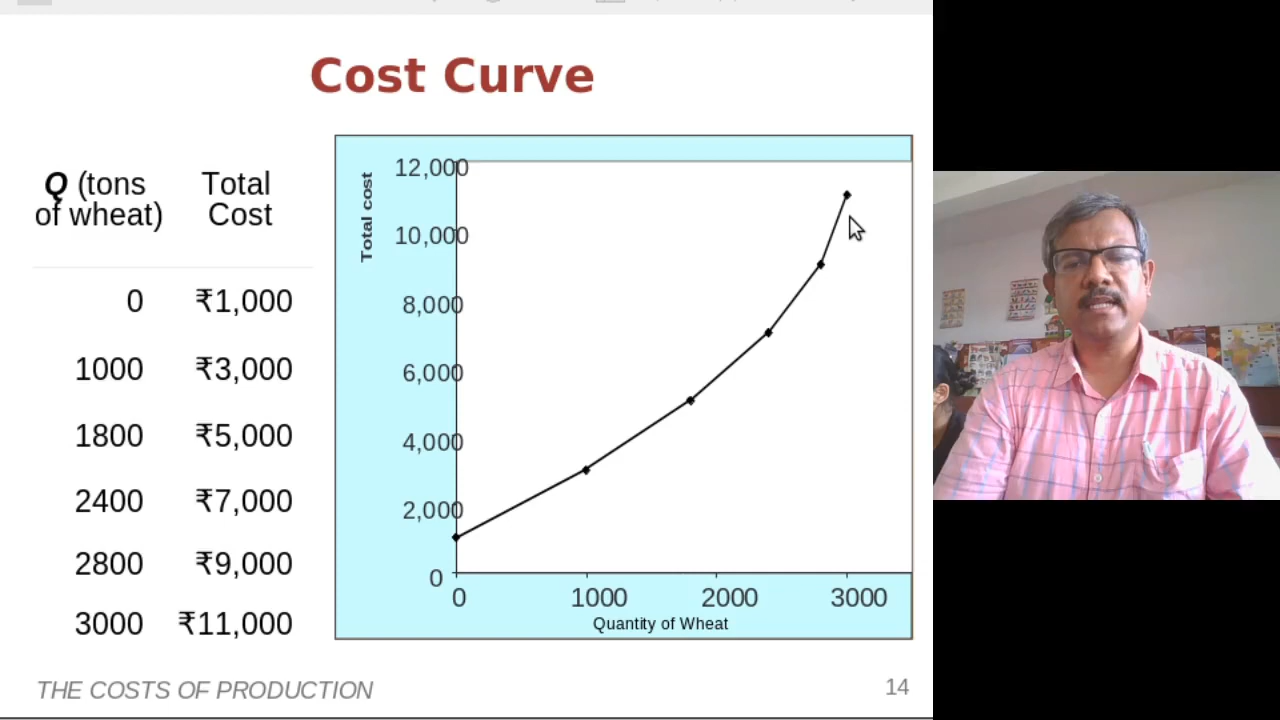 Cost Curve
Q (tons of wheat)
Total Cost
0 ₹1,000
1000 ₹3,000
1800 ₹5,000
2400 ₹7,000
2800 ₹9,000
3000 ₹11,000
Total cost
12,000
10,000
8,000
6,000
4,000
2,000
0
0 1000 2000 3000
Quantity of Wheat
THE COSTS OF PRODUCTION
14